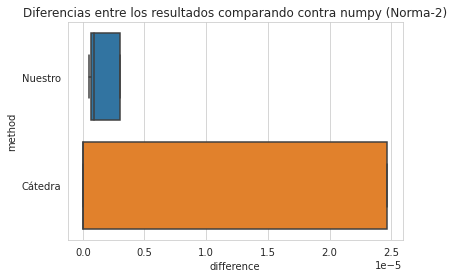 Diferencias entre los resultados comparando contra numpy (Norma-2)
method
Nuestro
Cátedra
0.0 0.5 1.0 1.5 2.0 2.5
1e−5
difference